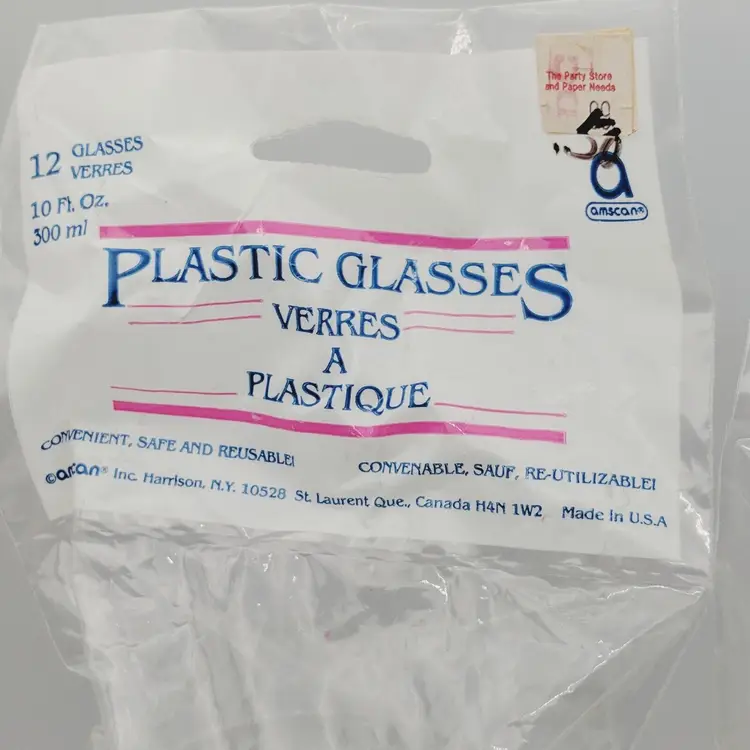 The Party Store
and Paper Needs
amscan®
12 GLASSES
VERRES
10 Fl. Oz.
300 ml
PLASTIC GLASSES
VERRES
A
PLASTIQUE
CONVENIENT, SAFE AND REUSABLE!
CONVENABLE, SAUF, RE-UTILIZABLE!
Inc. Harrison, N.Y. 10528 St. Laurent Que., Canada H4N 1W2 Made In U.S.A